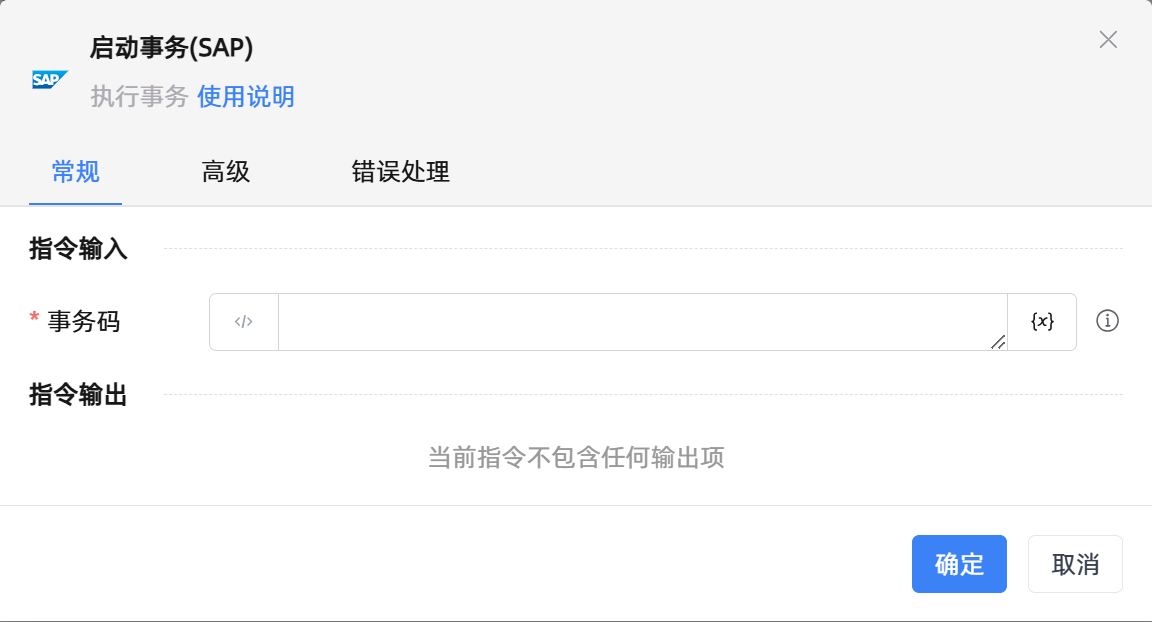 启动事务(SAP)
SAP
执行事务 使用说明
常规 高级 错误处理
指令输入
* 事务码 </> {x}
指令输出
当前指令不包含任何输出项
确定 取消